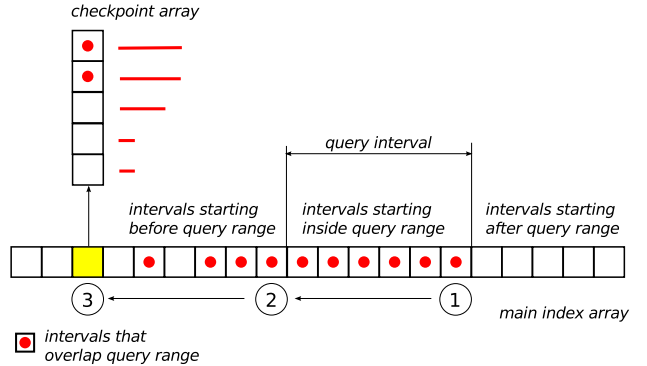 checkpoint array
query interval
intervals starting
before query range
intervals starting
inside query range
intervals starting
after query range
3
2
1
main index array
intervals that
overlap query range